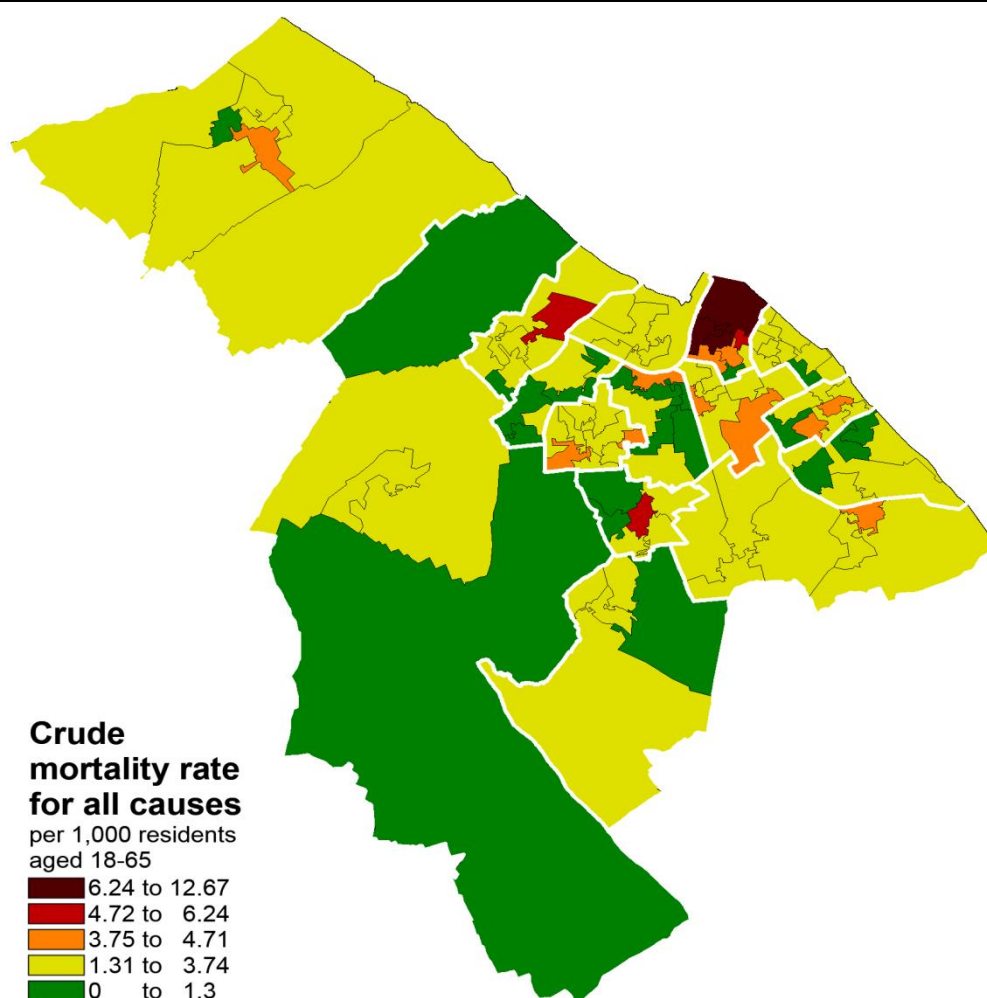 Crude
mortality rate
for all causes
per 1,000 residents
aged 18-65
6.24 to 12.67
4.72 to 6.24
3.75 to 4.71
1.31 to 3.74
0 to 1.3